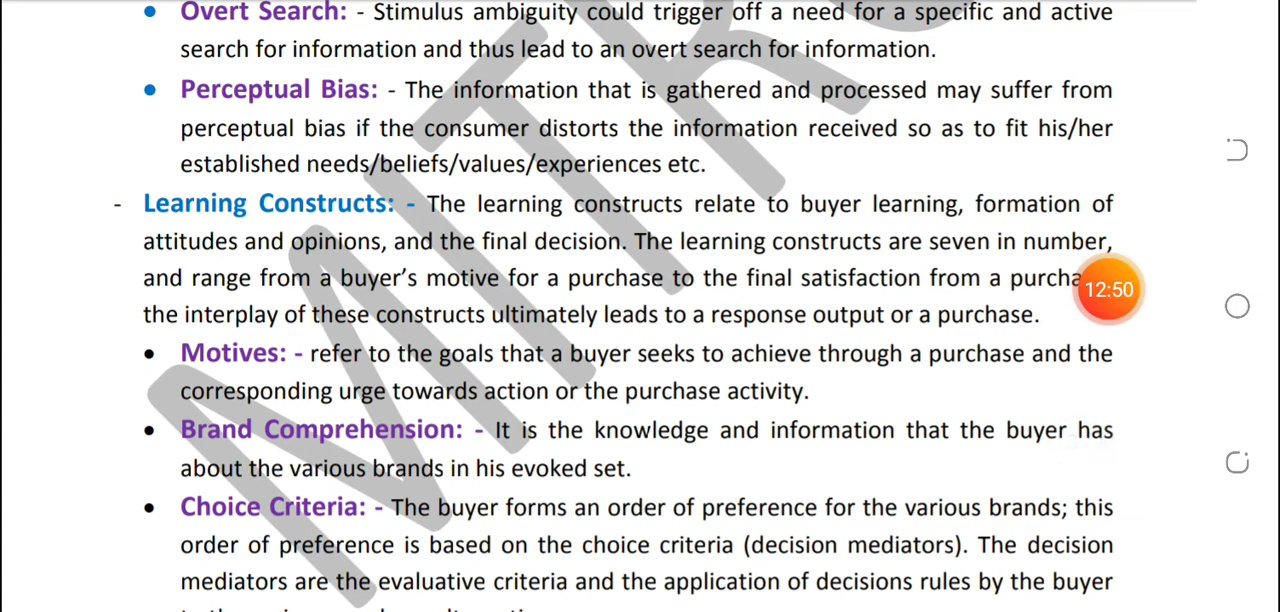 • Overt Search: - Stimulus ambiguity could trigger off a need for a specific and active
search for information and thus lead to an overt search for information.
• Perceptual Bias: - The information that is gathered and processed may suffer from
perceptual bias if the consumer distorts the information received so as to fit his/her
established needs/beliefs/values/experiences etc.
- Learning Constructs: - The learning constructs relate to buyer learning, formation of
attitudes and opinions, and the final decision. The learning constructs are seven in number,
and range from a buyer’s motive for a purchase to the final satisfaction from a purcha
12:50
the interplay of these constructs ultimately leads to a response output or a purchase.
• Motives: - refer to the goals that a buyer seeks to achieve through a purchase and the
corresponding urge towards action or the purchase activity.
• Brand Comprehension: - It is the knowledge and information that the buyer has
about the various brands in his evoked set.
• Choice Criteria: - The buyer forms an order of preference for the various brands; this
order of preference is based on the choice criteria (decision mediators). The decision
mediators are the evaluative criteria and the application of decisions rules by the buyer